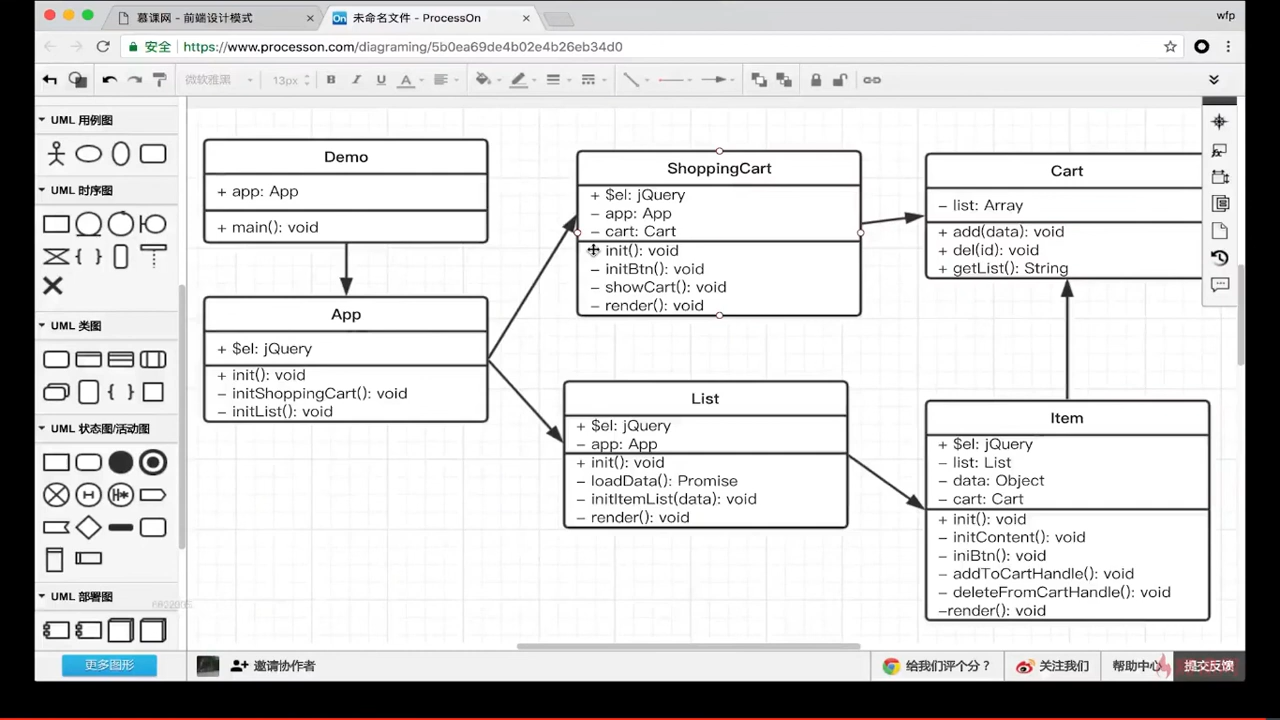 慕课网 - 前端设计模式
On 未命名文件 - ProcessOn
wfp
安全 https://www.processon.com/diagraming/5b0ea69de4b02e4b26eb34d0
微软雅黑 13px B I U A
UML 用例图
UML 时序图
UML 类图
UML 状态图/活动图
UML 部署图
更多图形
Demo
+ app: App
+ main(): void
App
+ $el: jQuery
+ init(): void
– initShoppingCart(): void
– initList(): void
ShoppingCart
+ $el: jQuery
– app: App
– cart: Cart
init(): void
– initBtn(): void
– showCart(): void
– render(): void
List
+ $el: jQuery
– app: App
+ init(): void
– loadData(): Promise
– initItemList(data): void
– render(): void
Cart
– list: Array
+ add(data): void
+ del(id): void
+ getList(): String
Item
+ $el: jQuery
– list: List
– data: Object
– cart: Cart
+ init(): void
– initContent(): void
– iniBtn(): void
– addToCartHandle(): void
– deleteFromCartHandle(): void
–render(): void
邀请协作者
给我们评个分？
关注我们
帮助中心
提交反馈